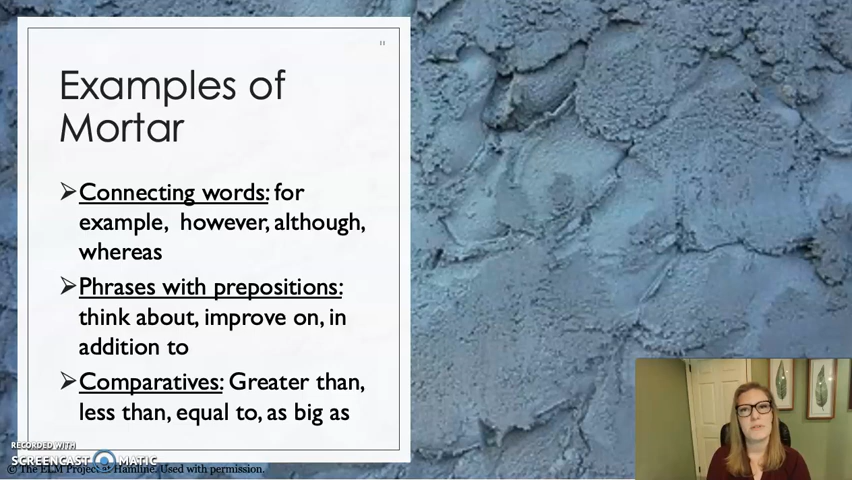 11
Examples of
Mortar
➢Connecting words: for
example, however, although,
whereas
➢Phrases with prepositions:
think about, improve on, in
addition to
➢Comparatives: Greater than,
less than, equal to, as big as
RECORDED WITH
SCREENCAST MATIC
© The ELM Project @ Hamline. Used with permission.